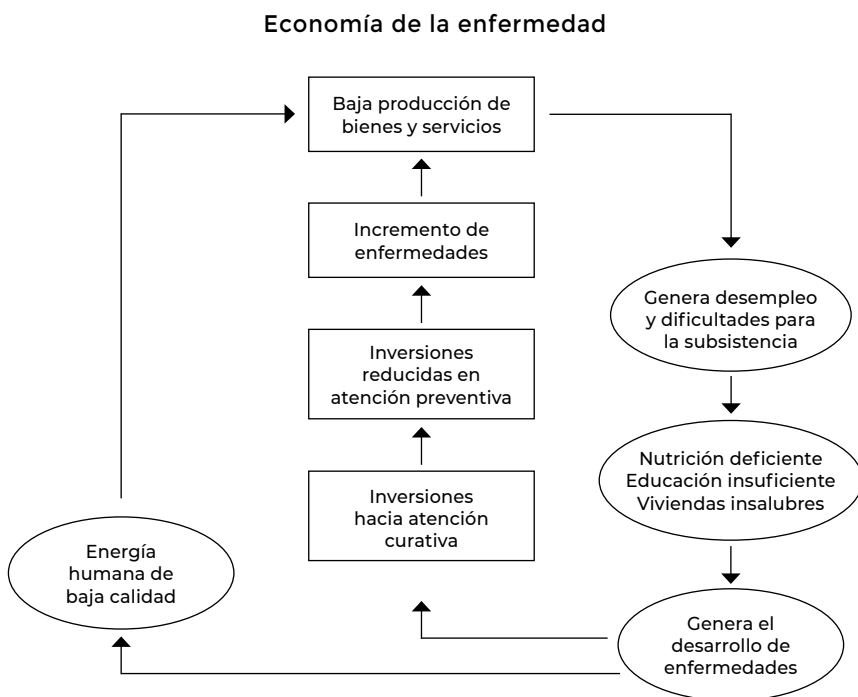 Economía de la enfermedad
Baja producción de
bienes y servicios
Incremento de
enfermedades
Genera desempleo
y dificultades para
la subsistencia
Inversiones
reducidas en
atención preventiva
Nutrición deficiente
Educación insuficiente
Viviendas insalubres
Inversiones
hacia atención
curativa
Energía
humana de
baja calidad
Genera el
desarrollo de
enfermedades